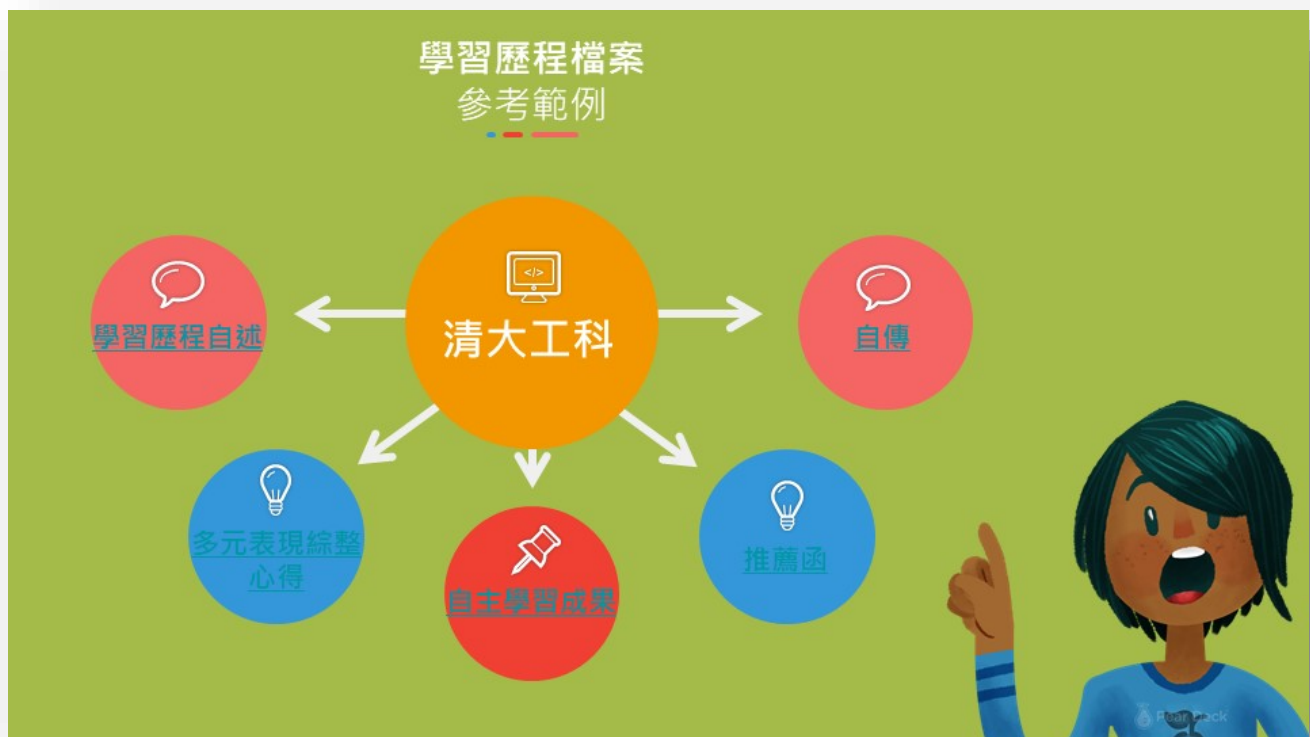 學習歷程檔案
參考範例
</>
清大工科
學習歷程自述
自傳
多元表現綜整
心得
自主學習成果
推薦函
Pear Deck